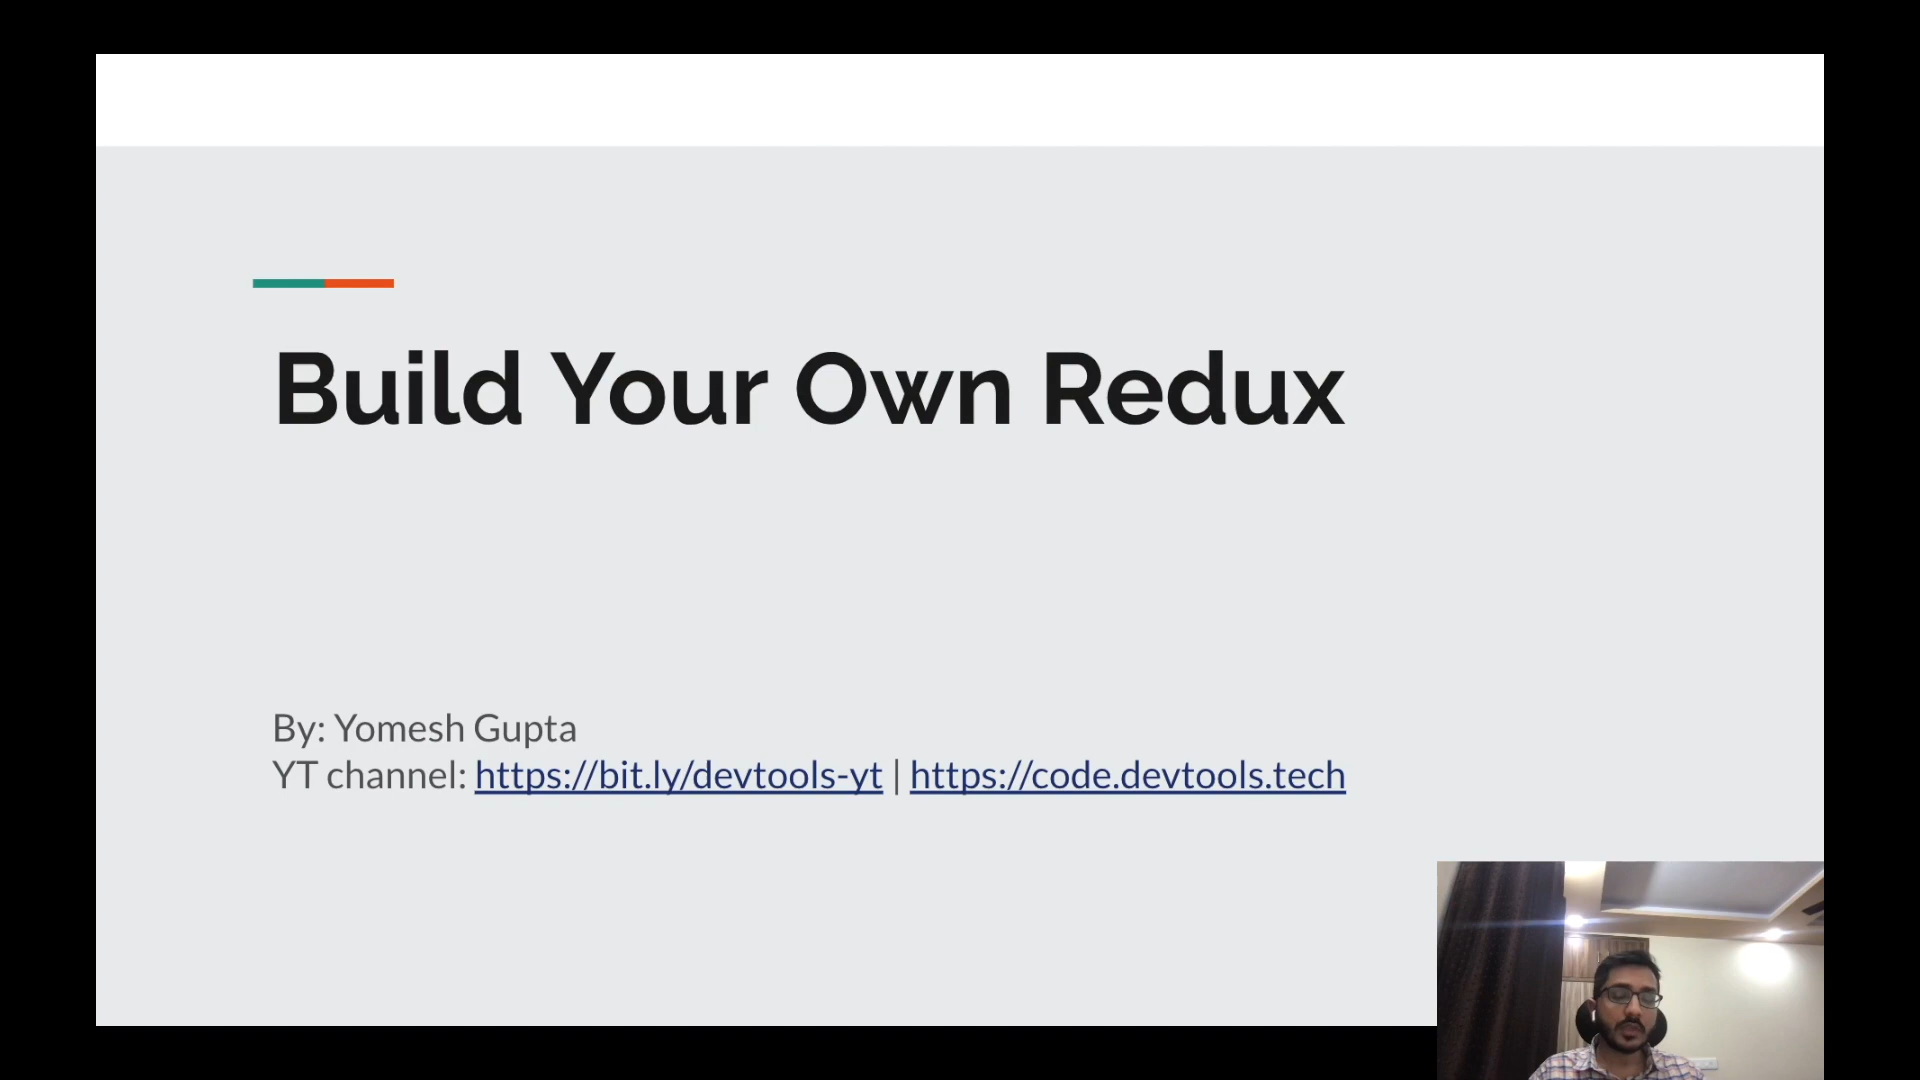 Build Your Own Redux
By: Yomesh Gupta
YT channel: https://bit.ly/devtools-yt | https://code.devtools.tech